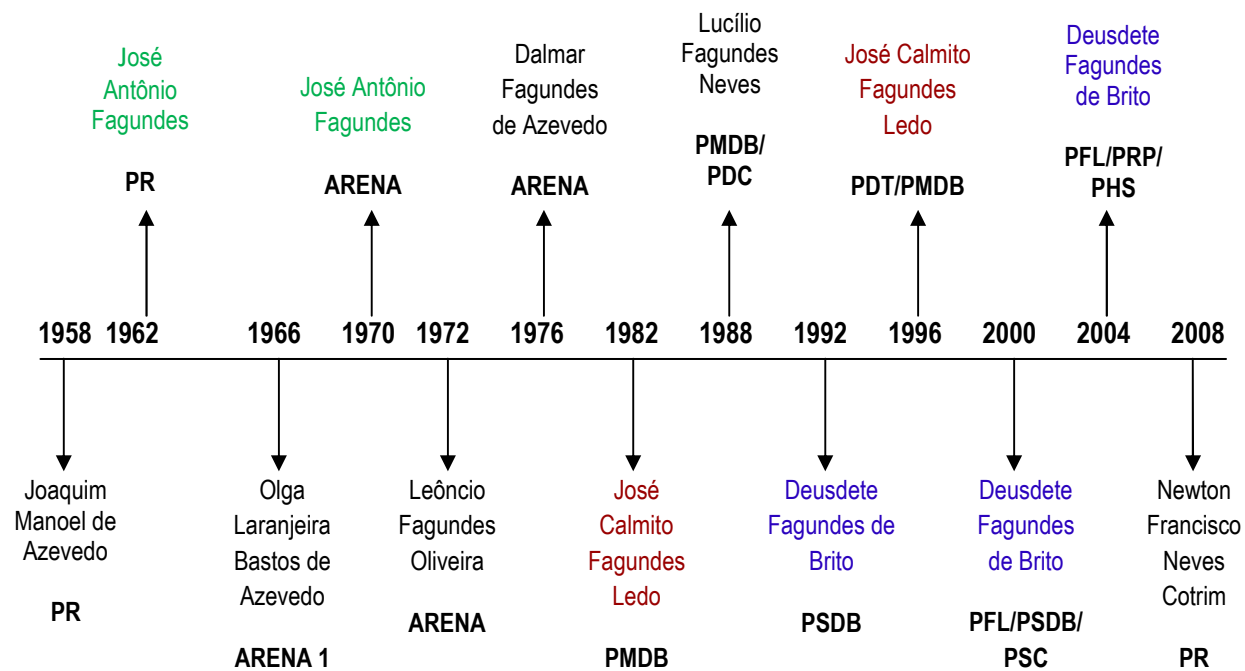 José
Antônio
Fagundes
PR
José Antônio
Fagundes
ARENA
Dalmar
Fagundes
de Azevedo
ARENA
Lucílio
Fagundes
Neves
PMDB/
PDC
José Calmito
Fagundes
Ledo
PDT/PMDB
Deusdete
Fagundes
de Brito
PFL/PRP/
PHS
1958 1962 1966 1970 1972 1976 1982 1988 1992 1996 2000 2004 2008
Joaquim
Manoel de
Azevedo
PR
Olga
Laranjeira
Bastos de
Azevedo
ARENA 1
Leôncio
Fagundes
Oliveira
ARENA
José
Calmito
Fagundes
Ledo
PMDB
Deusdete
Fagundes de
Brito
PSDB
Deusdete
Fagundes
de Brito
PFL/PSDB/
PSC
Newton
Francisco
Neves
Cotrim
PR